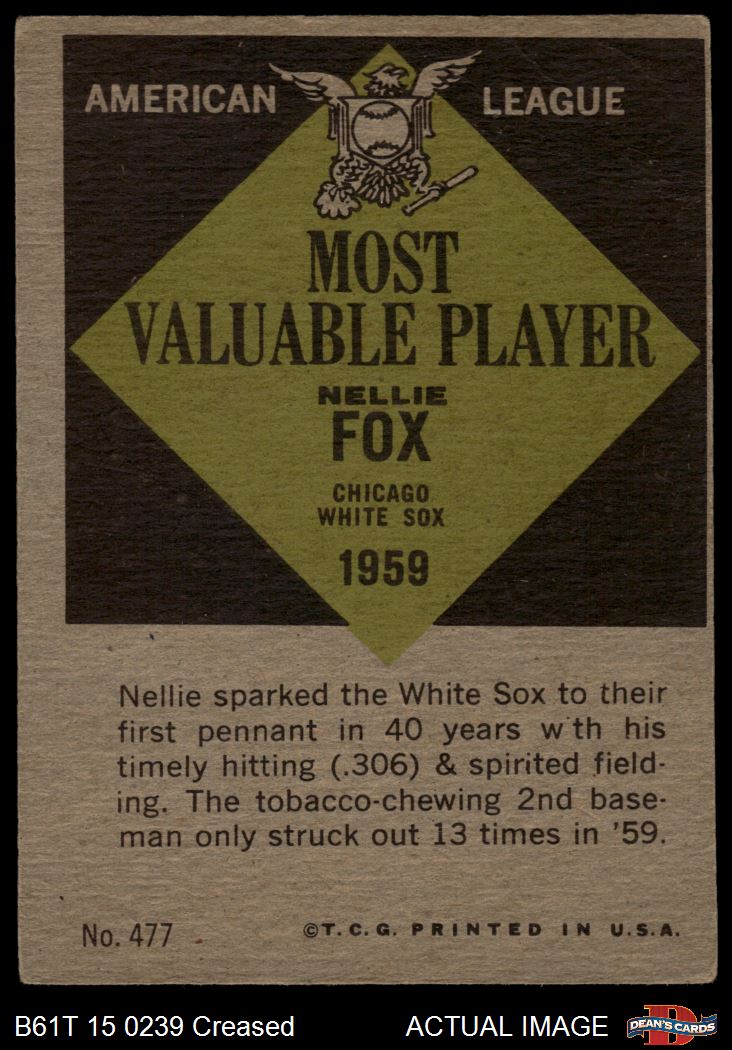 AMERICAN LEAGUE
MOST
VALUABLE PLAYER
NELLIE
FOX
CHICAGO
WHITE SOX
1959
Nellie sparked the White Sox to their
first pennant in 40 years w th his
timely hitting (.306) & spirited field-
ing. The tobacco-chewing 2nd base-
man only struck out 13 times in '59.
No. 477 ©T.C.G. PRINTED IN U.S.A.
B61T 15 0239 Creased ACTUAL IMAGE DEAN'S CARDS